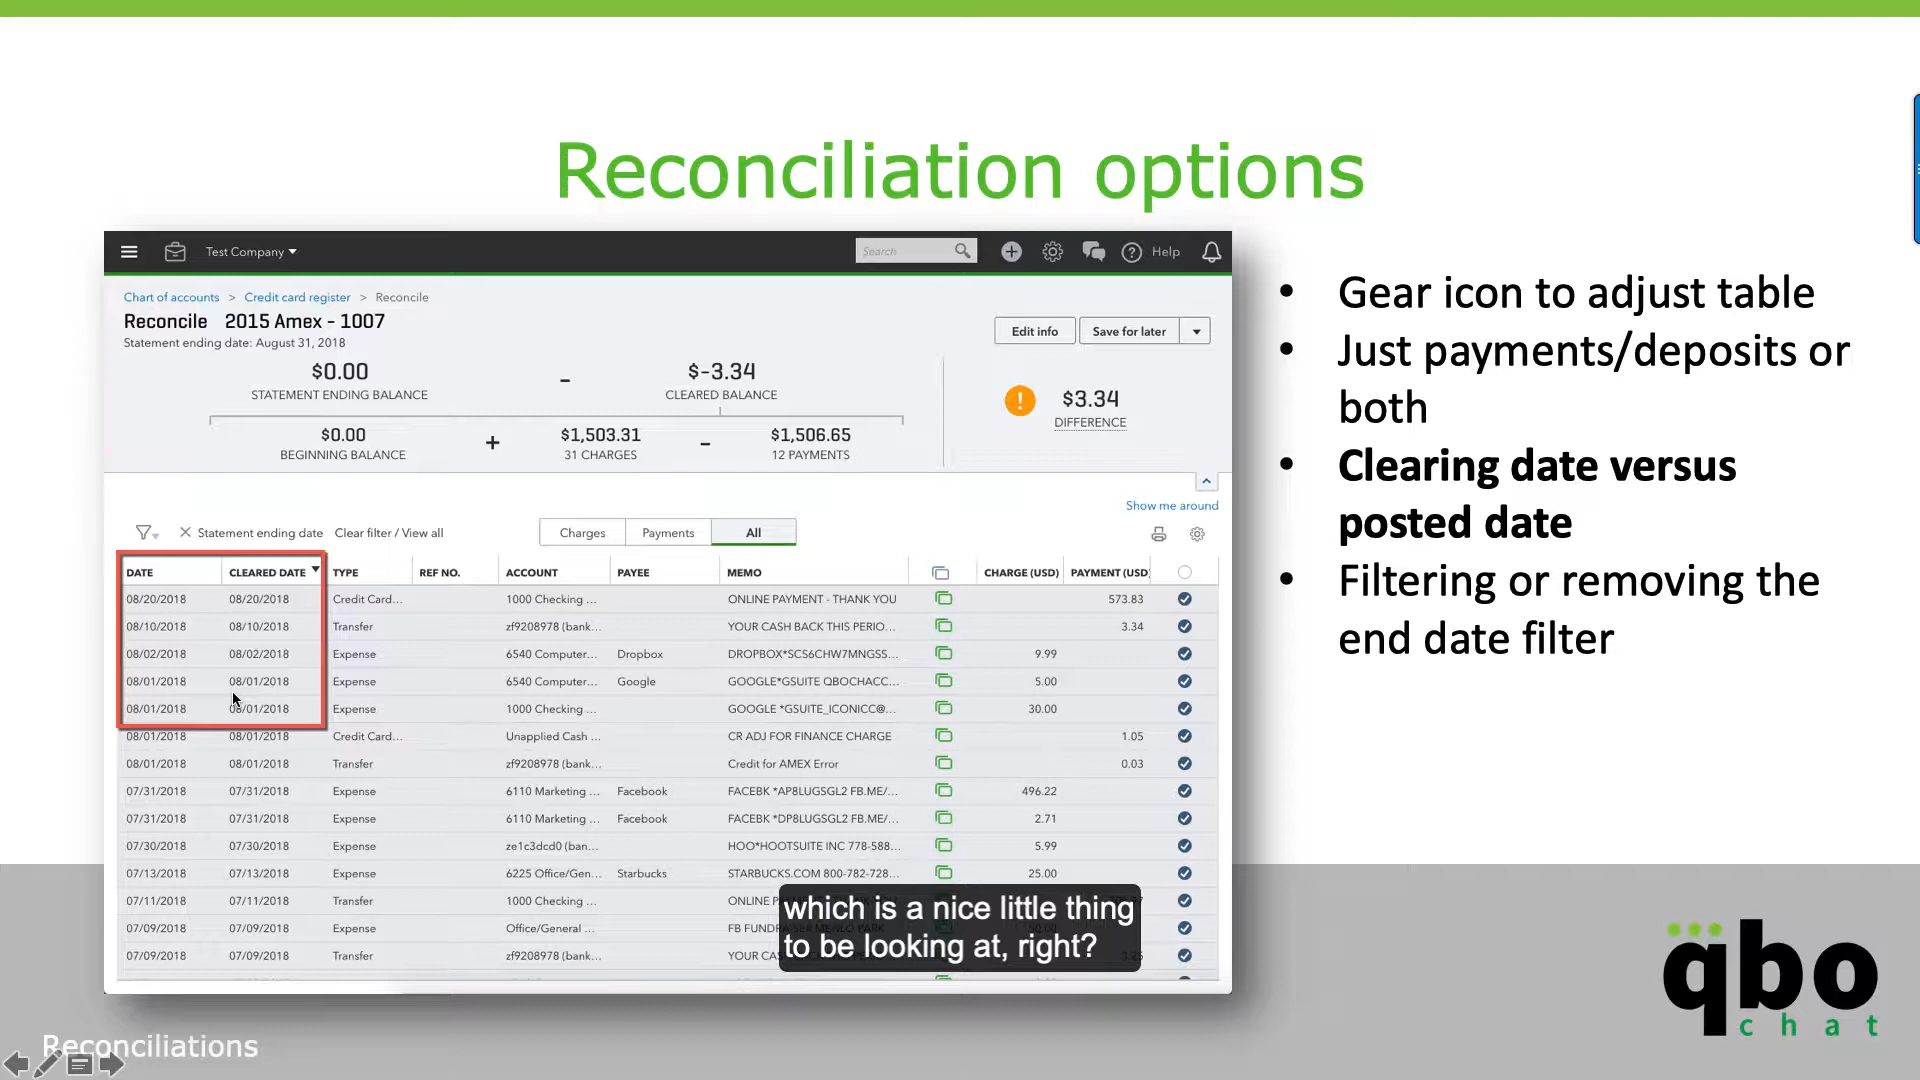 Reconciliation options
Test Company
Search
Help
Chart of accounts > Credit card register > Reconcile
Reconcile 2015 Amex - 1007
Statement ending date: August 31, 2018
Edit info
Save for later
$0.00 - $-3.34
STATEMENT ENDING BALANCE CLEARED BALANCE
$3.34
DIFFERENCE
$0.00 + $1,503.31 - $1,506.65
BEGINNING BALANCE 31 CHARGES 12 PAYMENTS
Show me around
Statement ending date Clear filter / View all
Charges Payments All
DATE CLEARED DATE TYPE REF NO. ACCOUNT PAYEE MEMO CHARGE (USD) PAYMENT (USD)
08/20/2018 08/20/2018 Credit Card... 1000 Checking ... ONLINE PAYMENT - THANK YOU 573.83
08/10/2018 08/10/2018 Transfer zf9208978 (bank... YOUR CASH BACK THIS PERIO... 3.34
08/02/2018 08/02/2018 Expense 6540 Computer... Dropbox DROPBOX*SCS6CHW7MNGSS... 9.99
08/01/2018 08/01/2018 Expense 6540 Computer... Google GOOGLE*GSUITE QBOCHACC... 5.00
08/01/2018 08/01/2018 Expense 1000 Checking ... GOOGLE *GSUITE_ICONICC@... 30.00
08/01/2018 08/01/2018 Credit Card... Unapplied Cash ... CR ADJ FOR FINANCE CHARGE 1.05
08/01/2018 08/01/2018 Transfer zf9208978 (bank... Credit for AMEX Error 0.03
07/31/2018 07/31/2018 Expense 6110 Marketing ... Facebook FACEBK *AP8LUGSGL2 FB.ME/... 496.22
07/31/2018 07/31/2018 Expense 6110 Marketing ... Facebook FACEBK *DP8LUGSGL2 FB.ME/... 2.71
07/30/2018 07/30/2018 Expense ze1c3dcd0 (ban... HOO*HOOTSUITE INC 778-588... 5.99
07/13/2018 07/13/2018 Expense 6225 Office/Gen... Starbucks STARBUCKS.COM 800-782-728... 25.00
07/11/2018 07/11/2018 Transfer 1000 Checking ... ONLINE
07/09/2018 07/09/2018 Expense Office/General ... FB
07/09/2018 07/09/2018 Transfer zf9208978 (bank... YOUR
which is a nice little thing
to be looking at, right?
• Gear icon to adjust table
• Just payments/deposits or
both
• Clearing date versus
posted date
• Filtering or removing the
end date filter
Reconciliations
qbo
chat